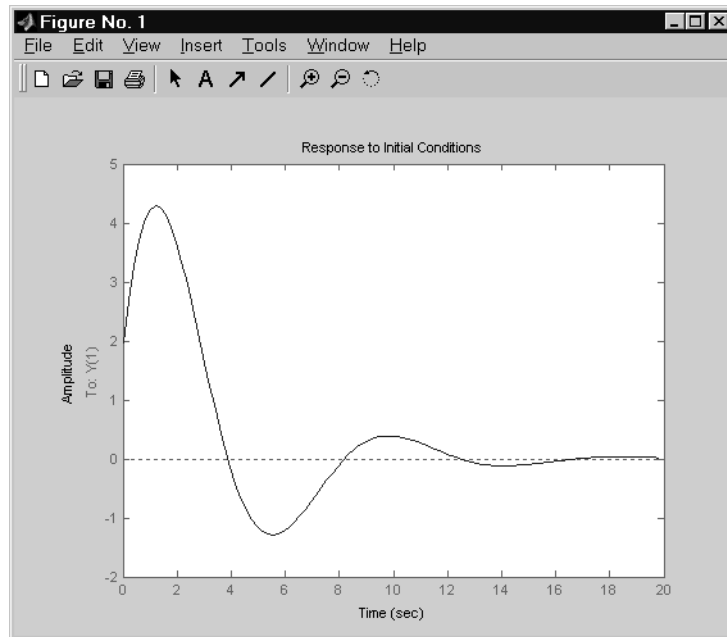 Figure No. 1
File Edit View Insert Tools Window Help
A
Response to Initial Conditions
5
4
3
2
1
0
-1
-2
Amplitude
To: Y(1)
0 2 4 6 8 10 12 14 16 18 20
Time (sec)